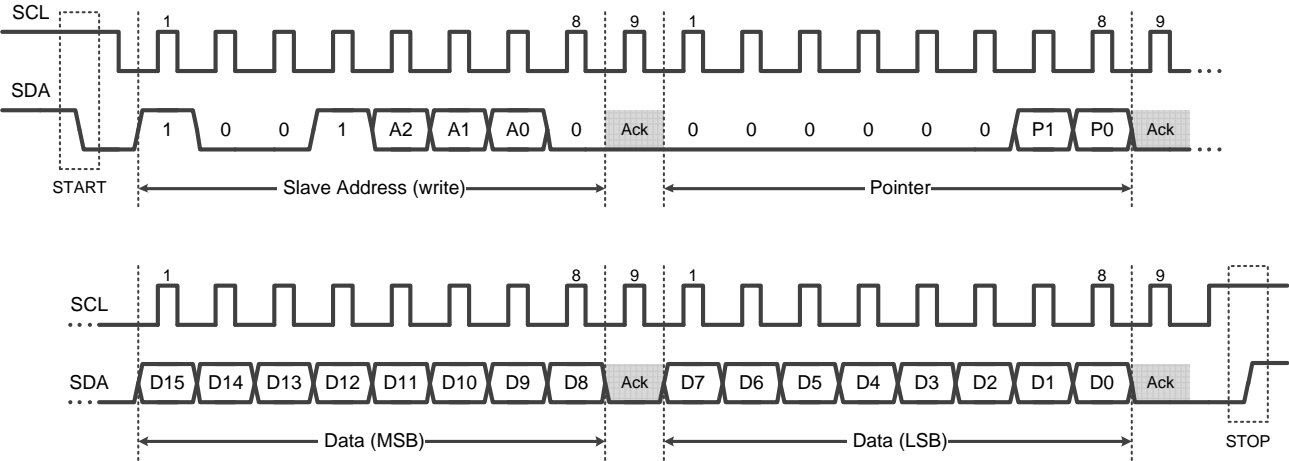 SCL 1 8 9 1 8 9
SDA 1 0 0 1 A2 A1 A0 0 Ack 0 0 0 0 0 0 P1 P0 Ack
START Slave Address (write) Pointer
SCL 1 8 9 1 8 9
SDA D15 D14 D13 D12 D11 D10 D9 D8 Ack D7 D6 D5 D4 D3 D2 D1 D0 Ack
Data (MSB) Data (LSB) STOP